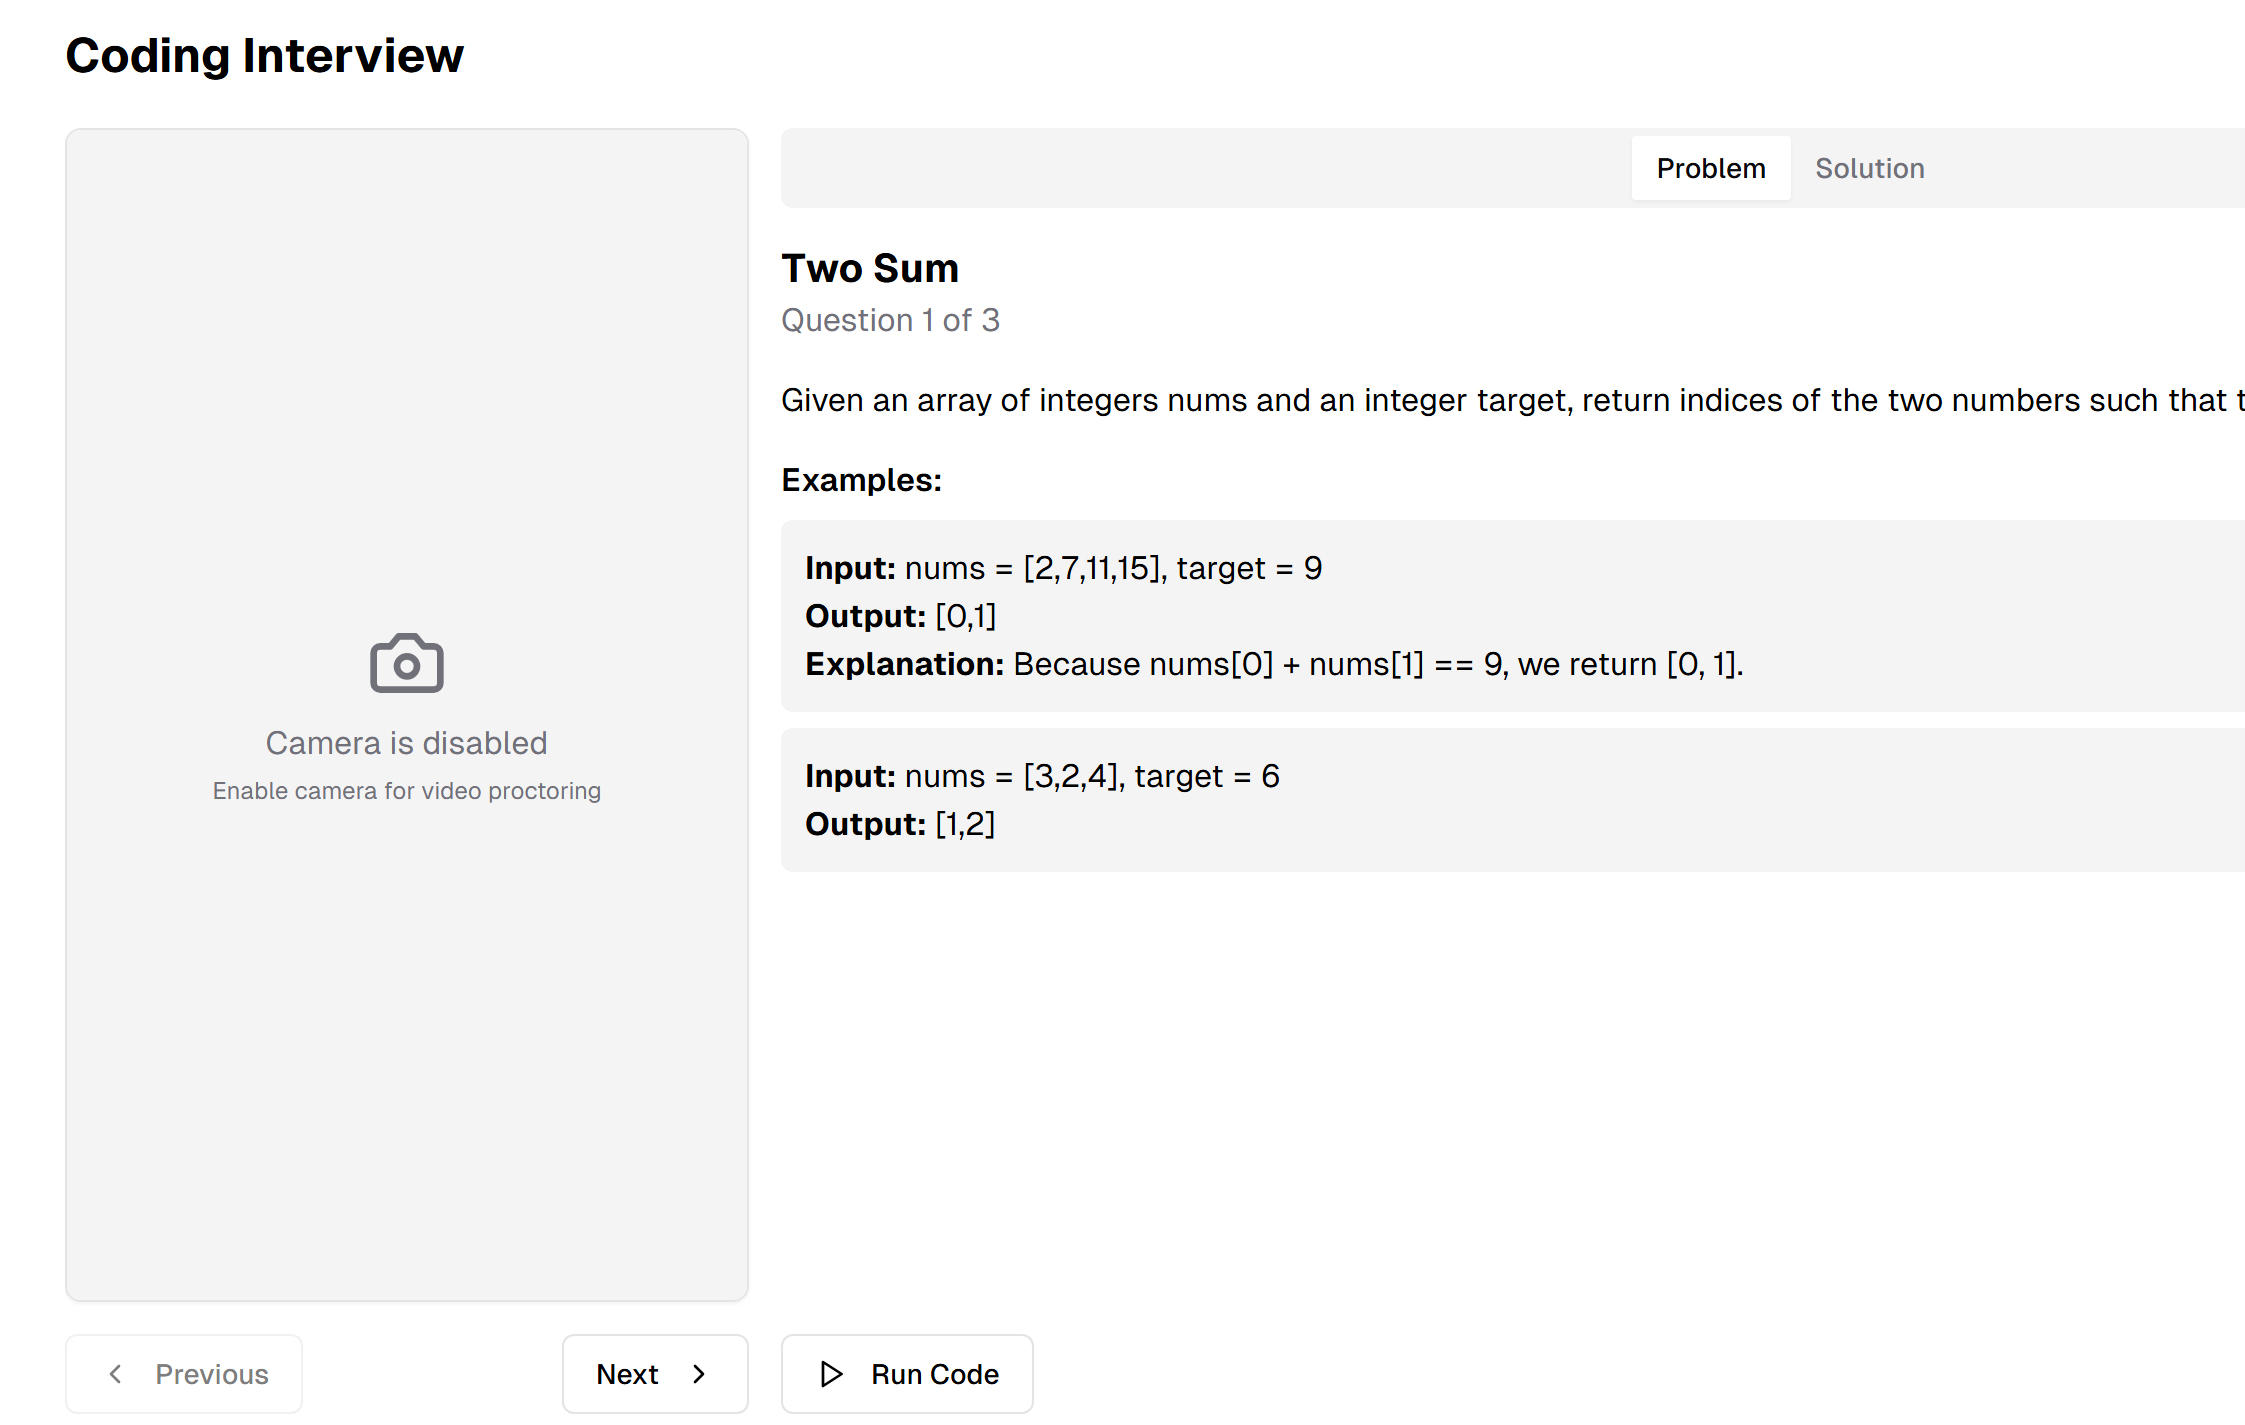 Coding Interview
Problem
Solution
Two Sum
Question 1 of 3
Given an array of integers nums and an integer target, return indices of the two numbers such that
Examples:
Input: nums = [2,7,11,15], target = 9
Output: [0,1]
Explanation: Because nums[0] + nums[1] == 9, we return [0, 1].
Input: nums = [3,2,4], target = 6
Output: [1,2]
Camera is disabled
Enable camera for video proctoring
Previous
Next
Run Code